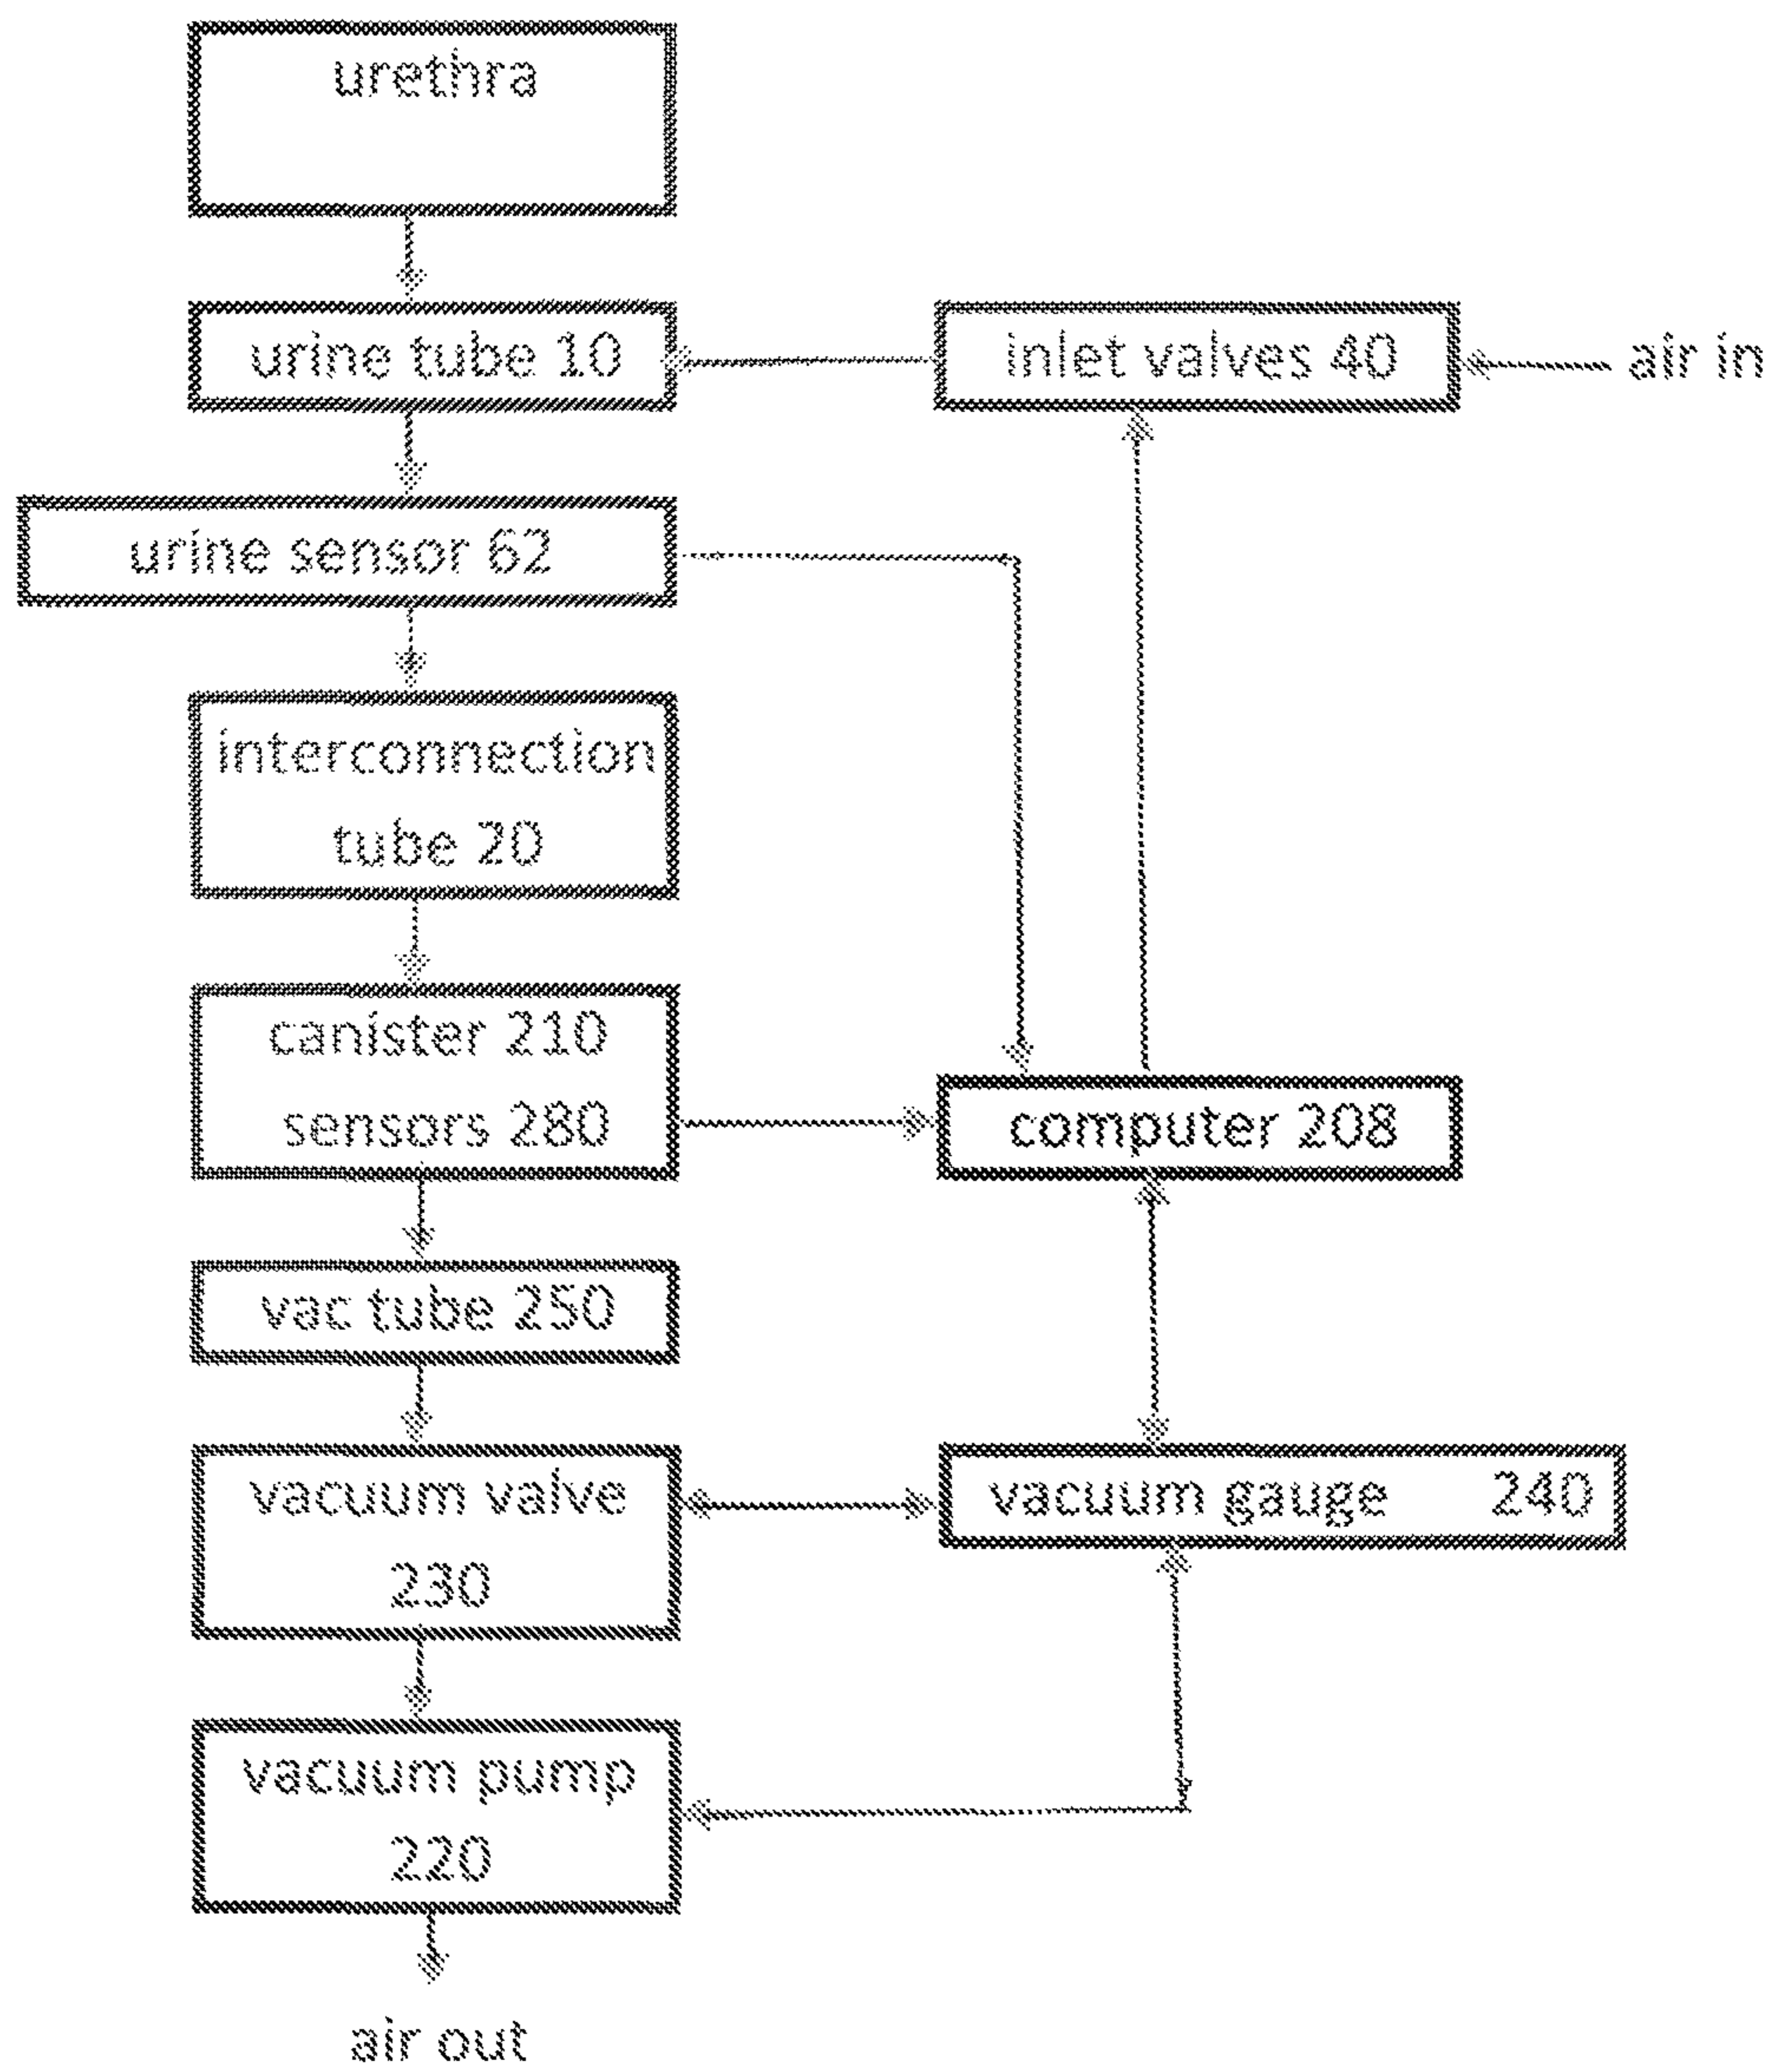 urethra
urine tube 10
inlet valves 40
air in
urine sensor 62
interconnection
tube 20
canister 210
sensors 280
computer 208
vac tube 250
vacuum valve
230
vacuum gauge 240
vacuum pump
220
air out